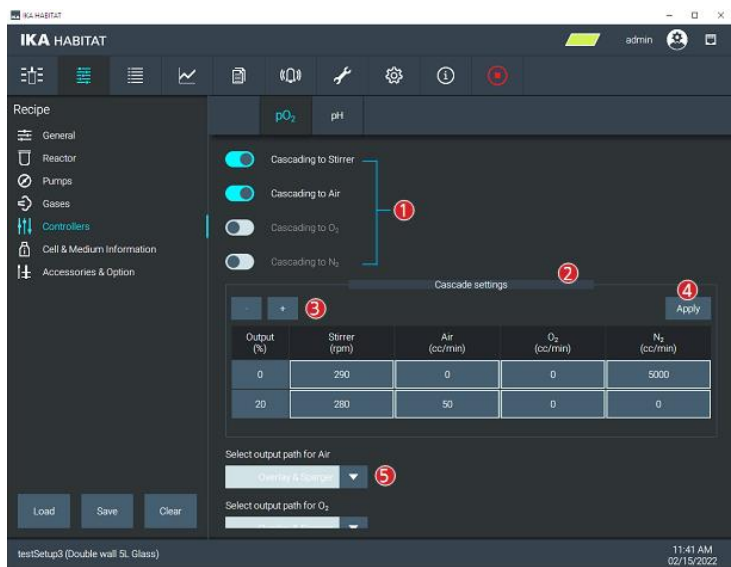 IKA HABITAT
IKA HABITAT
admin
Recipe
pO₂
pH
General
Reactor
Pumps
Gases
Controllers
Cell & Medium Information
Accessories & Option
Cascading to Stirrer
Cascading to Air
Cascading to O₂
Cascading to N₂
1
Cascade settings
2
- +
3
4
Apply
Output (%) Stirrer (rpm) Air (cc/min) O₂ (cc/min) N₂ (cc/min)
0 290 0 0 5000
20 280 50 0 0
Select output path for Air
Overlay & Sparger
5
Select output path for O₂
Load Save Clear
testSetup3 (Double wall 5L Glass)
11:41 AM
02/15/2022